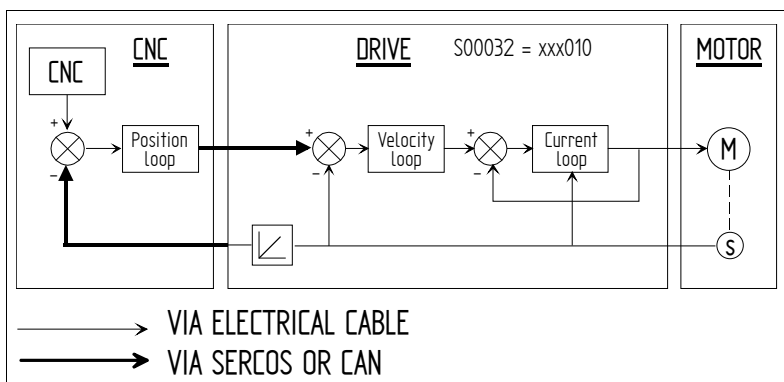 CNC
DRIVE S00032 = xxx010
MOTOR
CNC
+
-
Position
loop
+
-
Velocity
loop
+
-
Current
loop
M
S
VIA ELECTRICAL CABLE
VIA SERCOS OR CAN